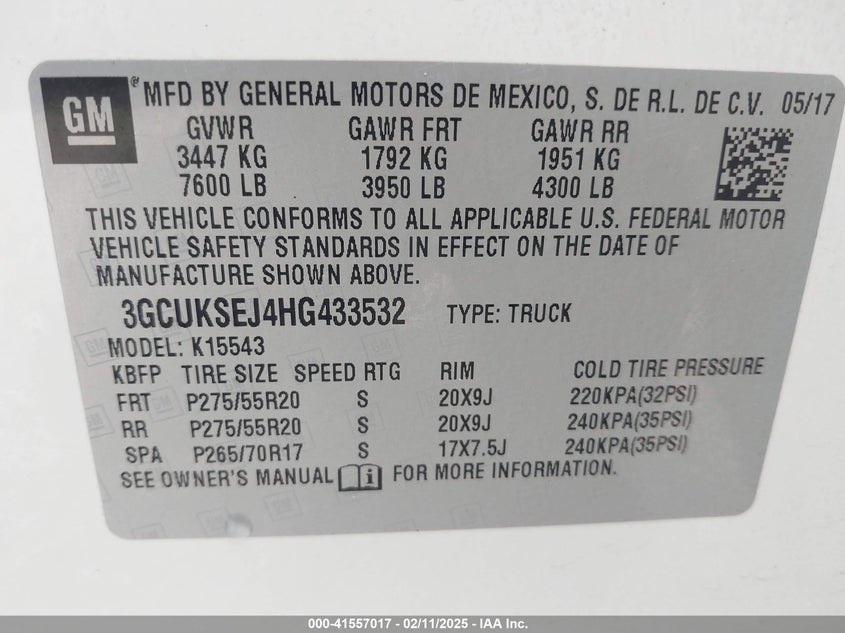 GM ® MFD BY GENERAL MOTORS DE MEXICO, S. DE R.L. DE C.V. 05/17
GVWR GAWR FRT GAWR RR
3447 KG 1792 KG 1951 KG
7600 LB 3950 LB 4300 LB
THIS VEHICLE CONFORMS TO ALL APPLICABLE U.S. FEDERAL MOTOR
VEHICLE SAFETY STANDARDS IN EFFECT ON THE DATE OF
MANUFACTURE SHOWN ABOVE.
3GCUKSEJ4HG433532 TYPE: TRUCK
MODEL: K15543
KBFP TIRE SIZE SPEED RTG RIM COLD TIRE PRESSURE
FRT P275/55R20 S 20X9J 220KPA(32PSI)
RR P275/55R20 S 20X9J 240KPA(35PSI)
SPA P265/70R17 S 17X7.5J 240KPA(35PSI)
SEE OWNER'S MANUAL i FOR MORE INFORMATION.
000-41557017 - 02/11/2025 - IAA Inc.